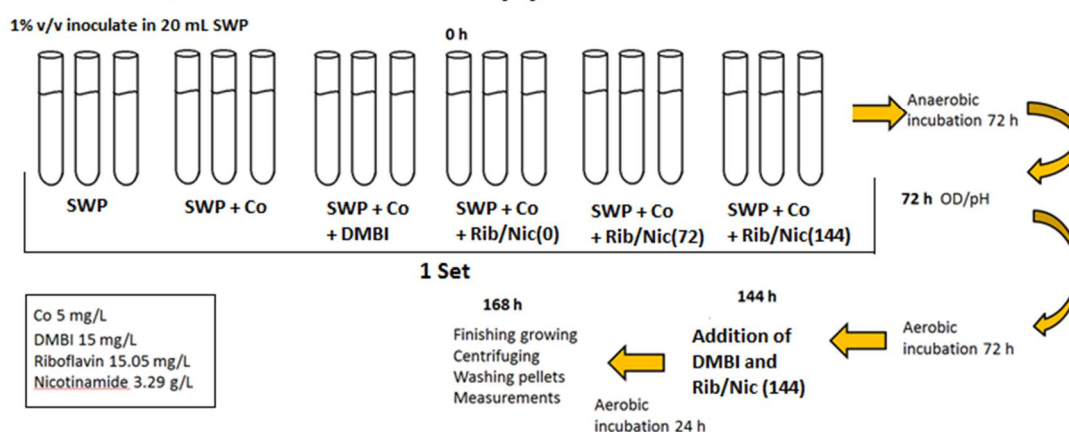 1% v/v inoculate in 20 mL SWP
0 h
SWP
SWP + Co
SWP + Co
+ DMBI
SWP + Co
+ Rib/Nic(0)
SWP + Co
+ Rib/Nic(72)
SWP + Co
+ Rib/Nic(144)
Anaerobic
incubation 72 h
72 h OD/pH
1 Set
Co 5 mg/L
DMBI 15 mg/L
Riboflavin 15.05 mg/L
Nicotinamide 3.29 g/L
168 h
Finishing growing
Centrifuging
Washing pellets
Measurements
Aerobic
incubation 24 h
144 h
Addition of
DMBI and
Rib/Nic (144)
Aerobic
incubation 72 h